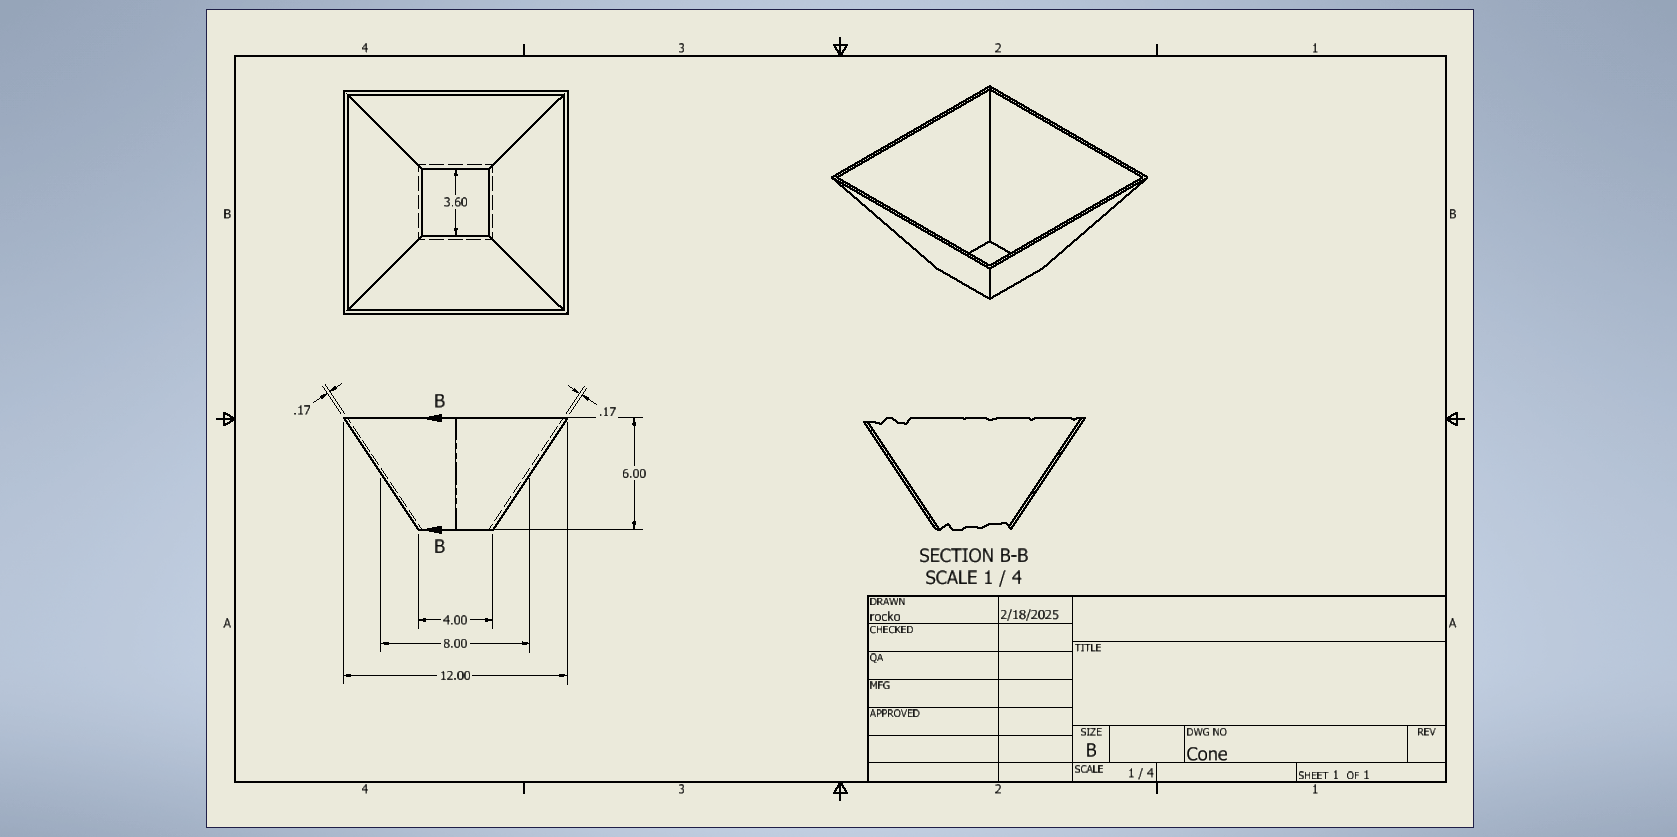 4 3 2 1
B B
3.60
.17 B .17
6.00
B
4.00
8.00
12.00
SECTION B-B
SCALE 1 / 4
A A
DRAWN
rocko 2/18/2025
CHECKED
QA
MFG
APPROVED
TITLE
SIZE
B
DWG NO
Cone
REV
SCALE 1 / 4
SHEET 1 OF 1
4 3 2 1